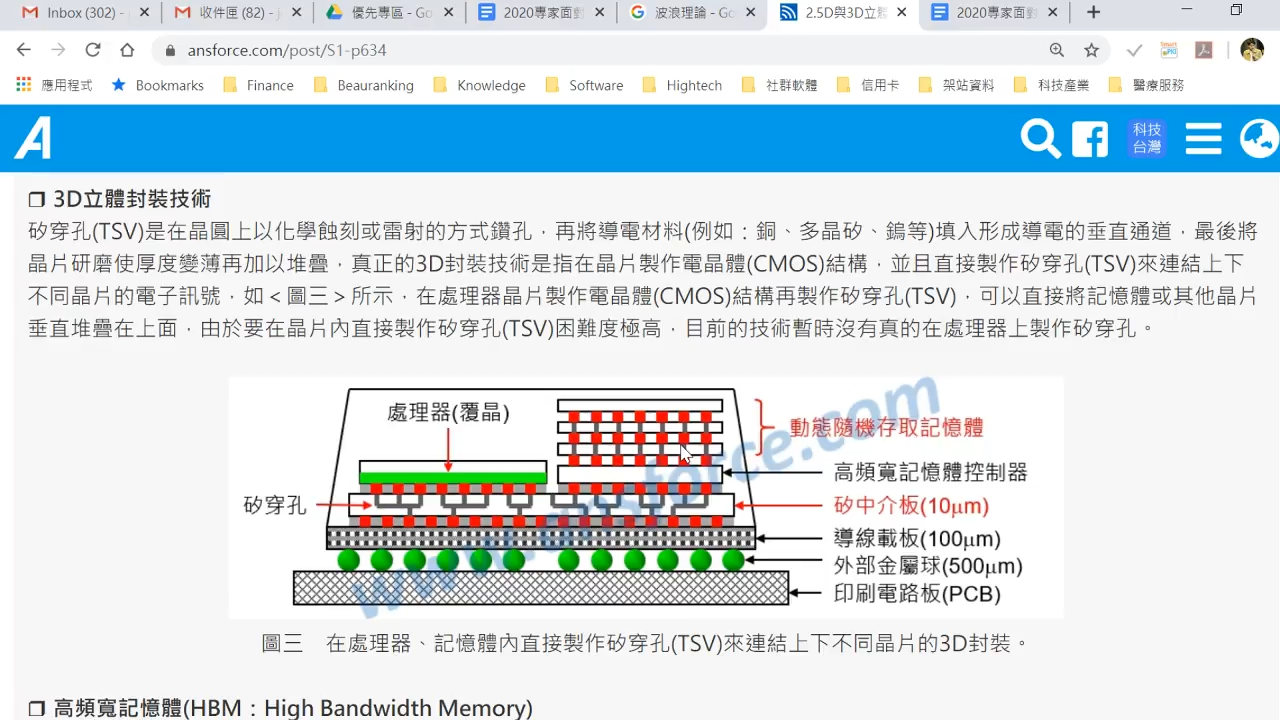 Inbox (302) -
收件匣 (82) - j
優先專區 - Go
2020專家面對
波浪理論 - Go
2.5D與3D立體
2020專家面對
ansforce.com/post/S1-p634
應用程式
Bookmarks
Finance
Beauranking
Knowledge
Software
Hightech
社群軟體
信用卡
架站資料
科技產業
醫療服務
A
科技
台灣
❒ 3D立體封裝技術
矽穿孔(TSV)是在晶圓上以化學蝕刻或雷射的方式鑽孔，再將導電材料(例如：銅、多晶矽、鎢等)填入形成導電的垂直通道，最後將
晶片研磨使厚度變薄再加以堆疊，真正的3D封裝技術是指在晶片製作電晶體(CMOS)結構，並且直接製作矽穿孔(TSV)來連結上下
不同晶片的電子訊號，如＜圖三＞所示，在處理器晶片製作電晶體(CMOS)結構再製作矽穿孔(TSV)，可以直接將記憶體或其他晶片
垂直堆疊在上面，由於要在晶片內直接製作矽穿孔(TSV)困難度極高，目前的技術暫時沒有真的在處理器上製作矽穿孔。
處理器(覆晶)
動態隨機存取記憶體
高頻寬記憶體控制器
矽穿孔
矽中介板(10μm)
導線載板(100μm)
外部金屬球(500μm)
印刷電路板(PCB)
www.ansforce.com
圖三 在處理器、記憶體內直接製作矽穿孔(TSV)來連結上下不同晶片的3D封裝。
❒ 高頻寬記憶體(HBM：High Bandwidth Memory)